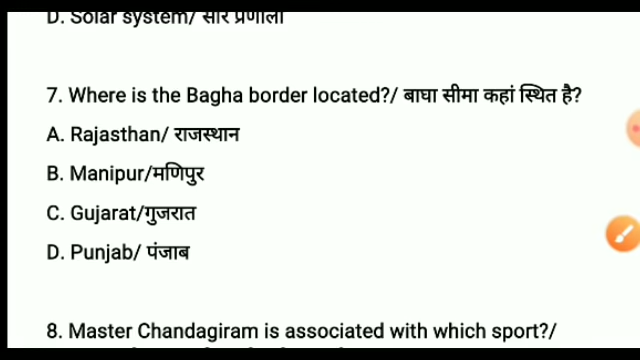 D. Solar system/ सौर प्रणाली
7. Where is the Bagha border located?/ बाघा सीमा कहां स्थित है?
A. Rajasthan/ राजस्थान
B. Manipur/मणिपुर
C. Gujarat/गुजरात
D. Punjab/ पंजाब
8. Master Chandagiram is associated with which sport?/